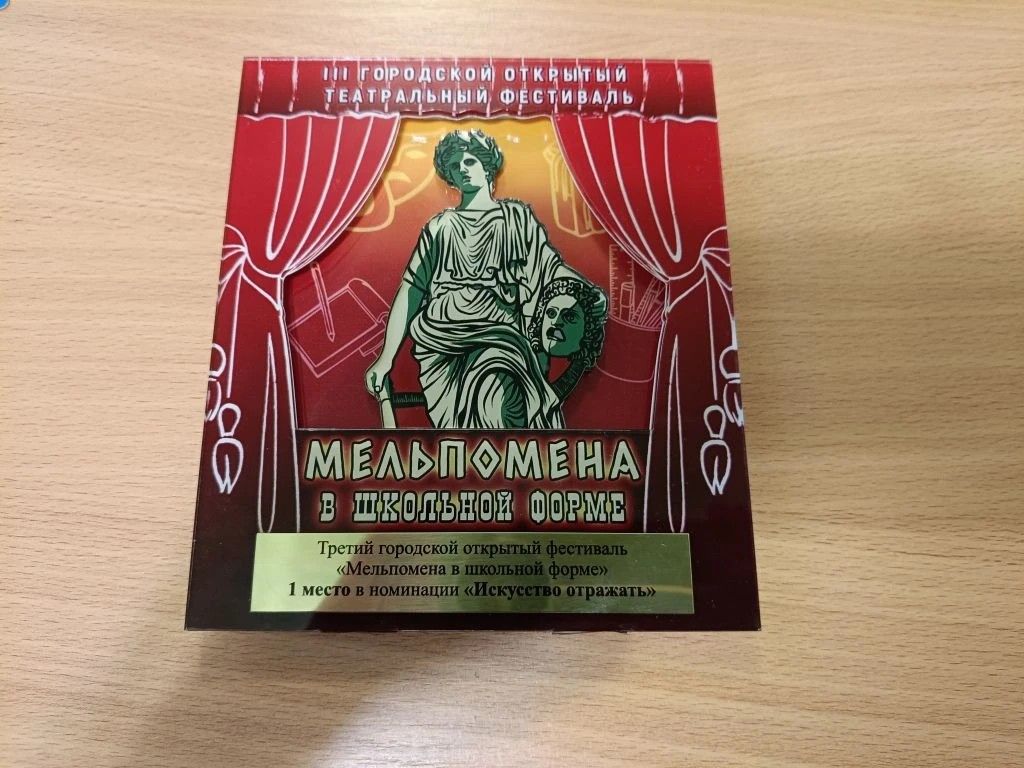 III ГОРОДСКОЙ ОТКРЫТЫЙ
ТЕАТРАЛЬНЫЙ ФЕСТИВАЛЬ
МЕЛЬПОМЕНА
В ШКОЛЬНОЙ ФОРМЕ
Третий городской открытый фестиваль
«Мельпомена в школьной форме»
1 место в номинации «Искусство отражать»